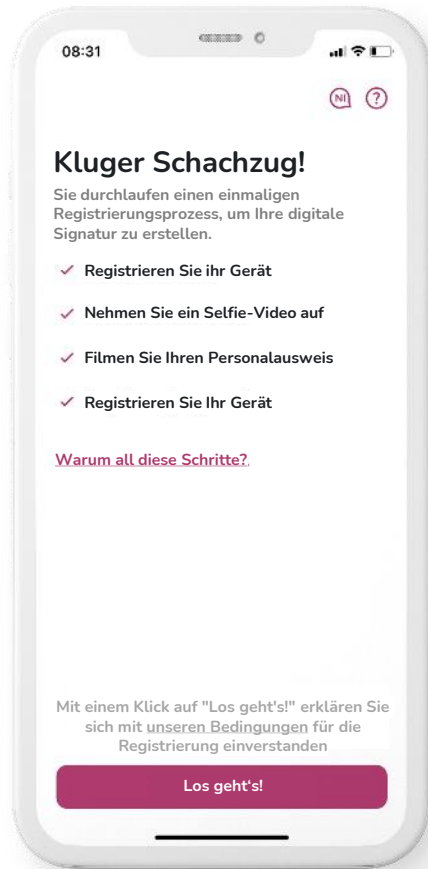 08:31
NI ?
Kluger Schachzug!
Sie durchlaufen einen einmaligen
Registrierungsprozess, um Ihre digitale
Signatur zu erstellen.
Registrieren Sie ihr Gerät
Nehmen Sie ein Selfie-Video auf
Filmen Sie Ihren Personalausweis
Registrieren Sie Ihr Gerät
Warum all diese Schritte?
Mit einem Klick auf "Los geht's!" erklären Sie
sich mit unseren Bedingungen für die
Registrierung einverstanden
Los geht‘s!